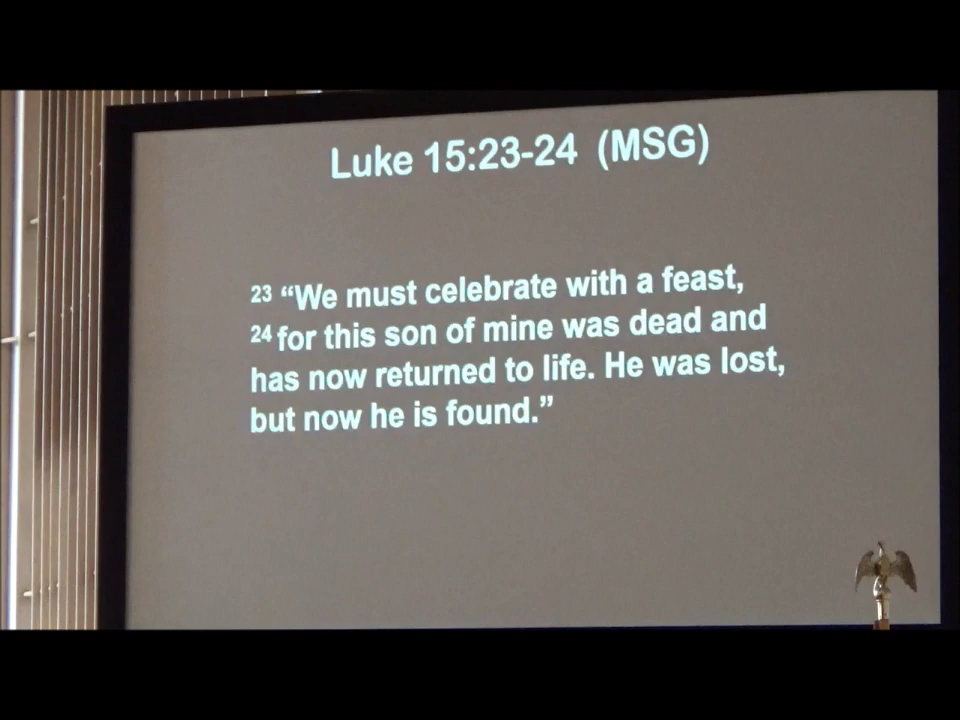 Luke 15:23-24 (MSG)
23 “We must celebrate with a feast,
24 for this son of mine was dead and
has now returned to life. He was lost,
but now he is found.”